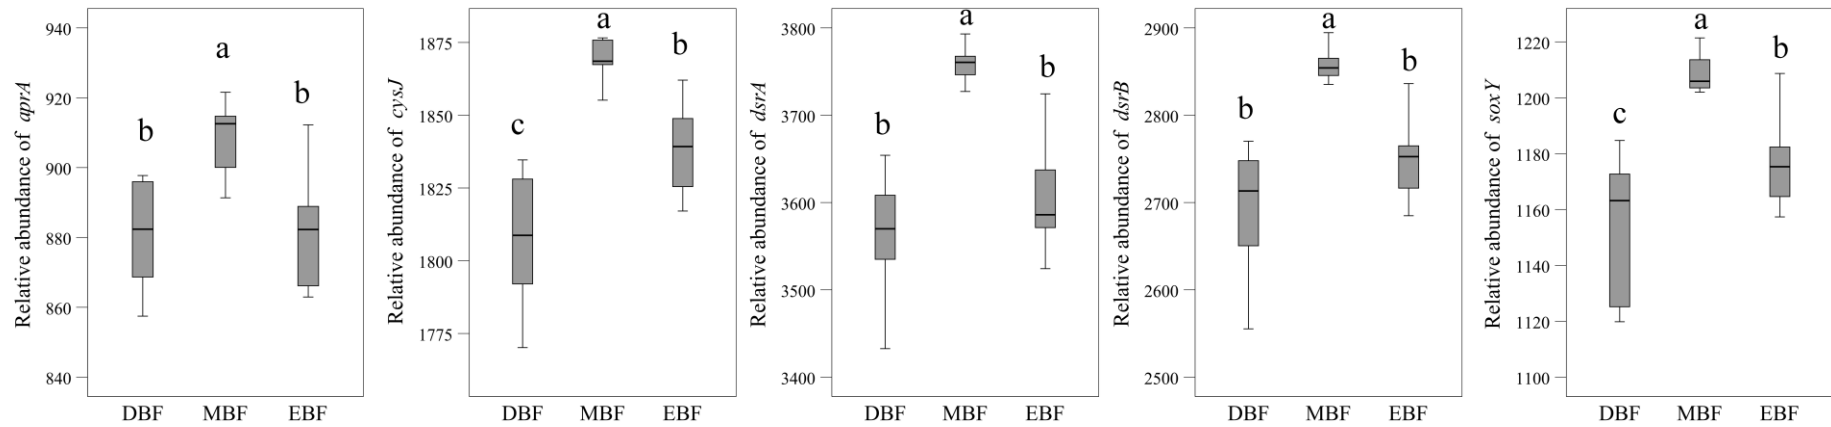 Relative abundance of aprA
940
920
900
880
860
840
b
a
b
DBF MBF EBF
Relative abundance of cysJ
1875
1850
1825
1800
1775
c
a
b
DBF MBF EBF
Relative abundance of dsrA
3800
3700
3600
3500
3400
b
a
b
DBF MBF EBF
Relative abundance of dsrB
2900
2800
2700
2600
2500
b
a
b
DBF MBF EBF
Relative abundance of soxY
1220
1200
1180
1160
1140
1120
1100
c
a
b
DBF MBF EBF